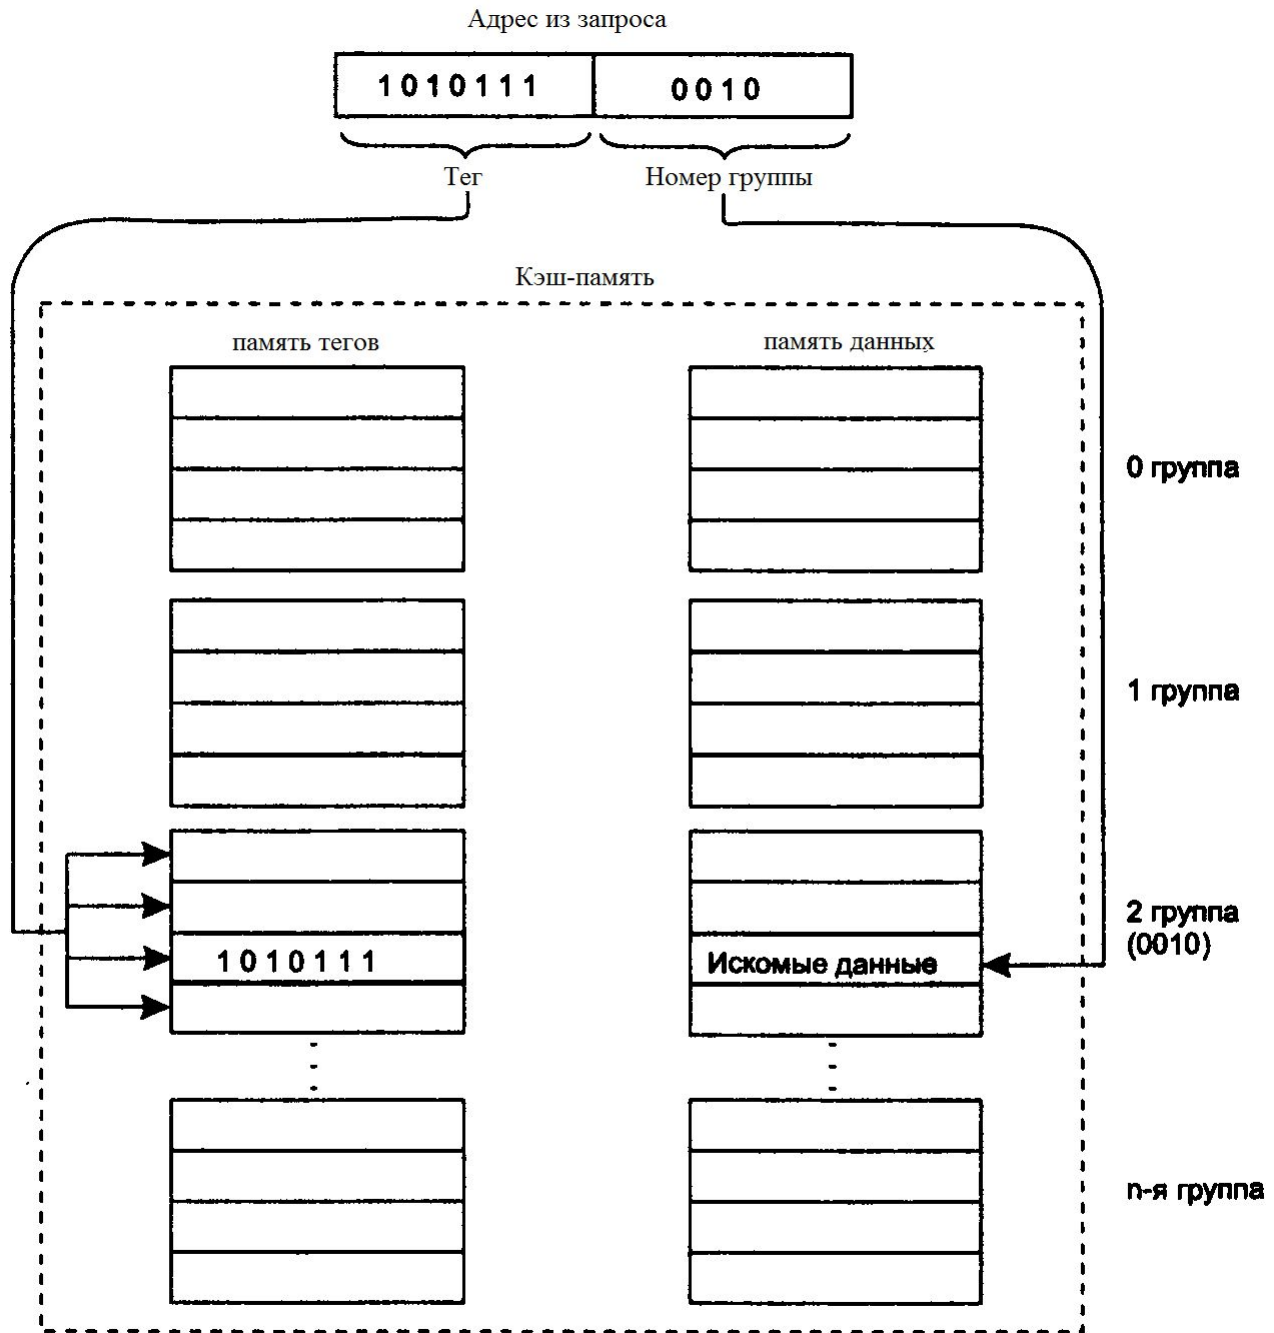 Адрес из запроса
1010111 0010
Тег Номер группы
Кэш-память
память тегов память данных
0 группа
1 группа
2 группа
(0010)
1010111 Искомые данные
n-я группа